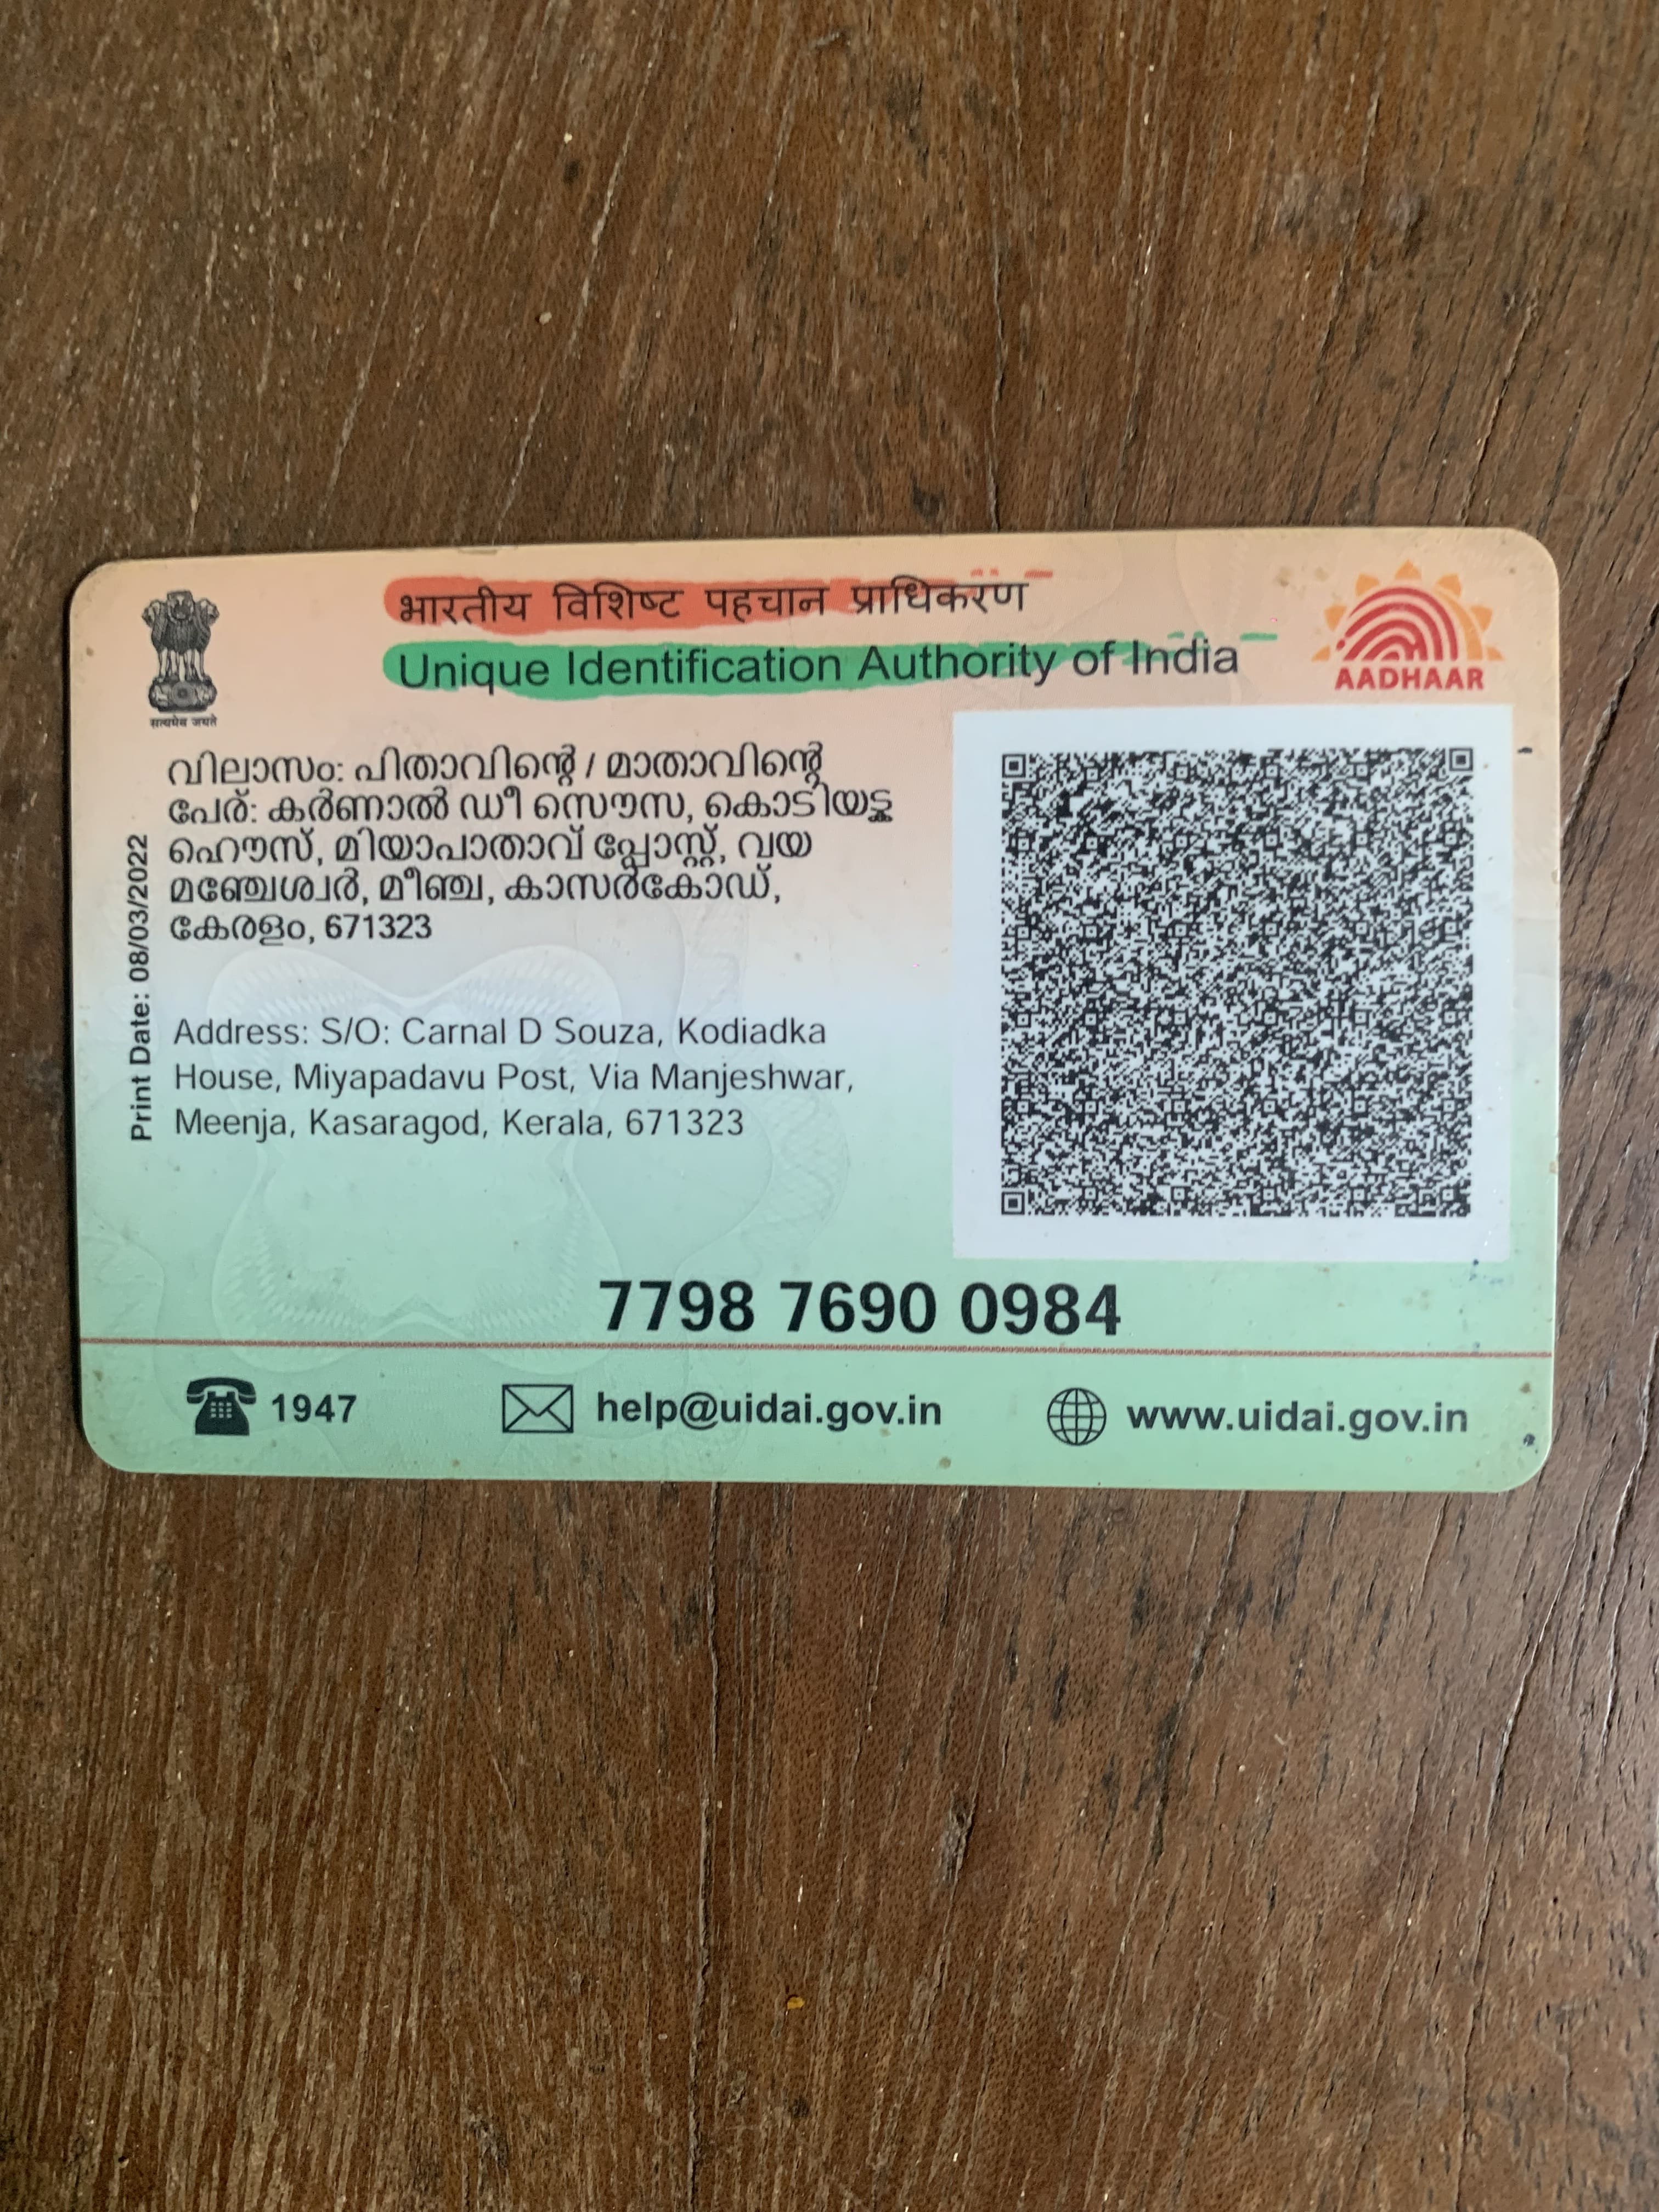 भारतीय विशिष्ट पहचान प्राधिकरण
Unique Identification Authority of India
AADHAAR
सत्यमेव जयते
വിലാസം: പിതാവിന്റെ / മാതാവിന്റെ
പേര്: കർണാൽ ഡീ സൌസ, കൊടിയട്ക
ഹൌസ്, മിയാപാതാവ് പ്പോസ്റ്റ്, വയ
മഞ്ചേശ്വർ, മീഞ്ച, കാസർകോഡ്,
കേരളം, 671323
Print Date: 08/03/2022
Address: S/O: Carnal D Souza, Kodiadka
House, Miyapadavu Post, Via Manjeshwar,
Meenja, Kasaragod, Kerala, 671323
7798 7690 0984
1947 help@uidai.gov.in www.uidai.gov.in